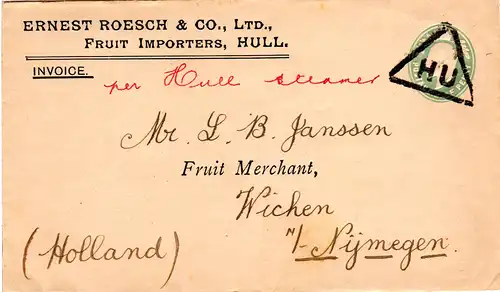 ERNEST ROESCH & CO., LTD.,
FRUIT IMPORTERS, HULL.
INVOICE.
per Hull steamer
HU
Mr. L. B. Janssen
Fruit Merchant,
Wichen
N/- Nijmegen.
(Holland)